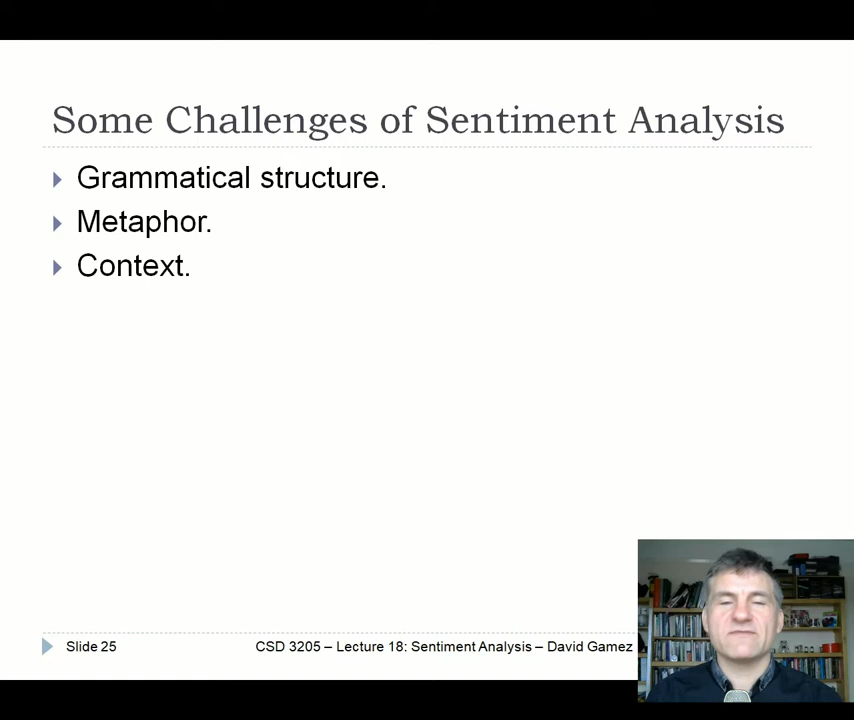 Some Challenges of Sentiment Analysis
Grammatical structure.
Metaphor.
Context.
Slide 25
CSD 3205 – Lecture 18: Sentiment Analysis – David Gamez